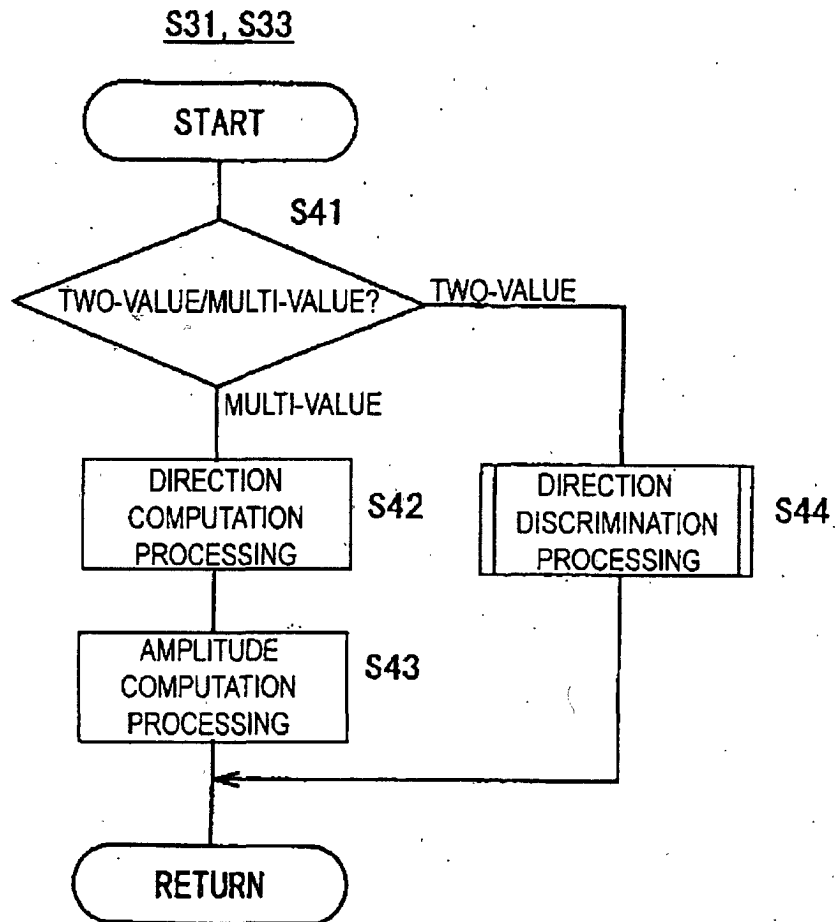 S31, S33
START
S41
TWO-VALUE/MULTI-VALUE?
TWO-VALUE
MULTI-VALUE
DIRECTION
COMPUTATION
PROCESSING
S42
DIRECTION
DISCRIMINATION
PROCESSING
S44
AMPLITUDE
COMPUTATION
PROCESSING
S43
RETURN